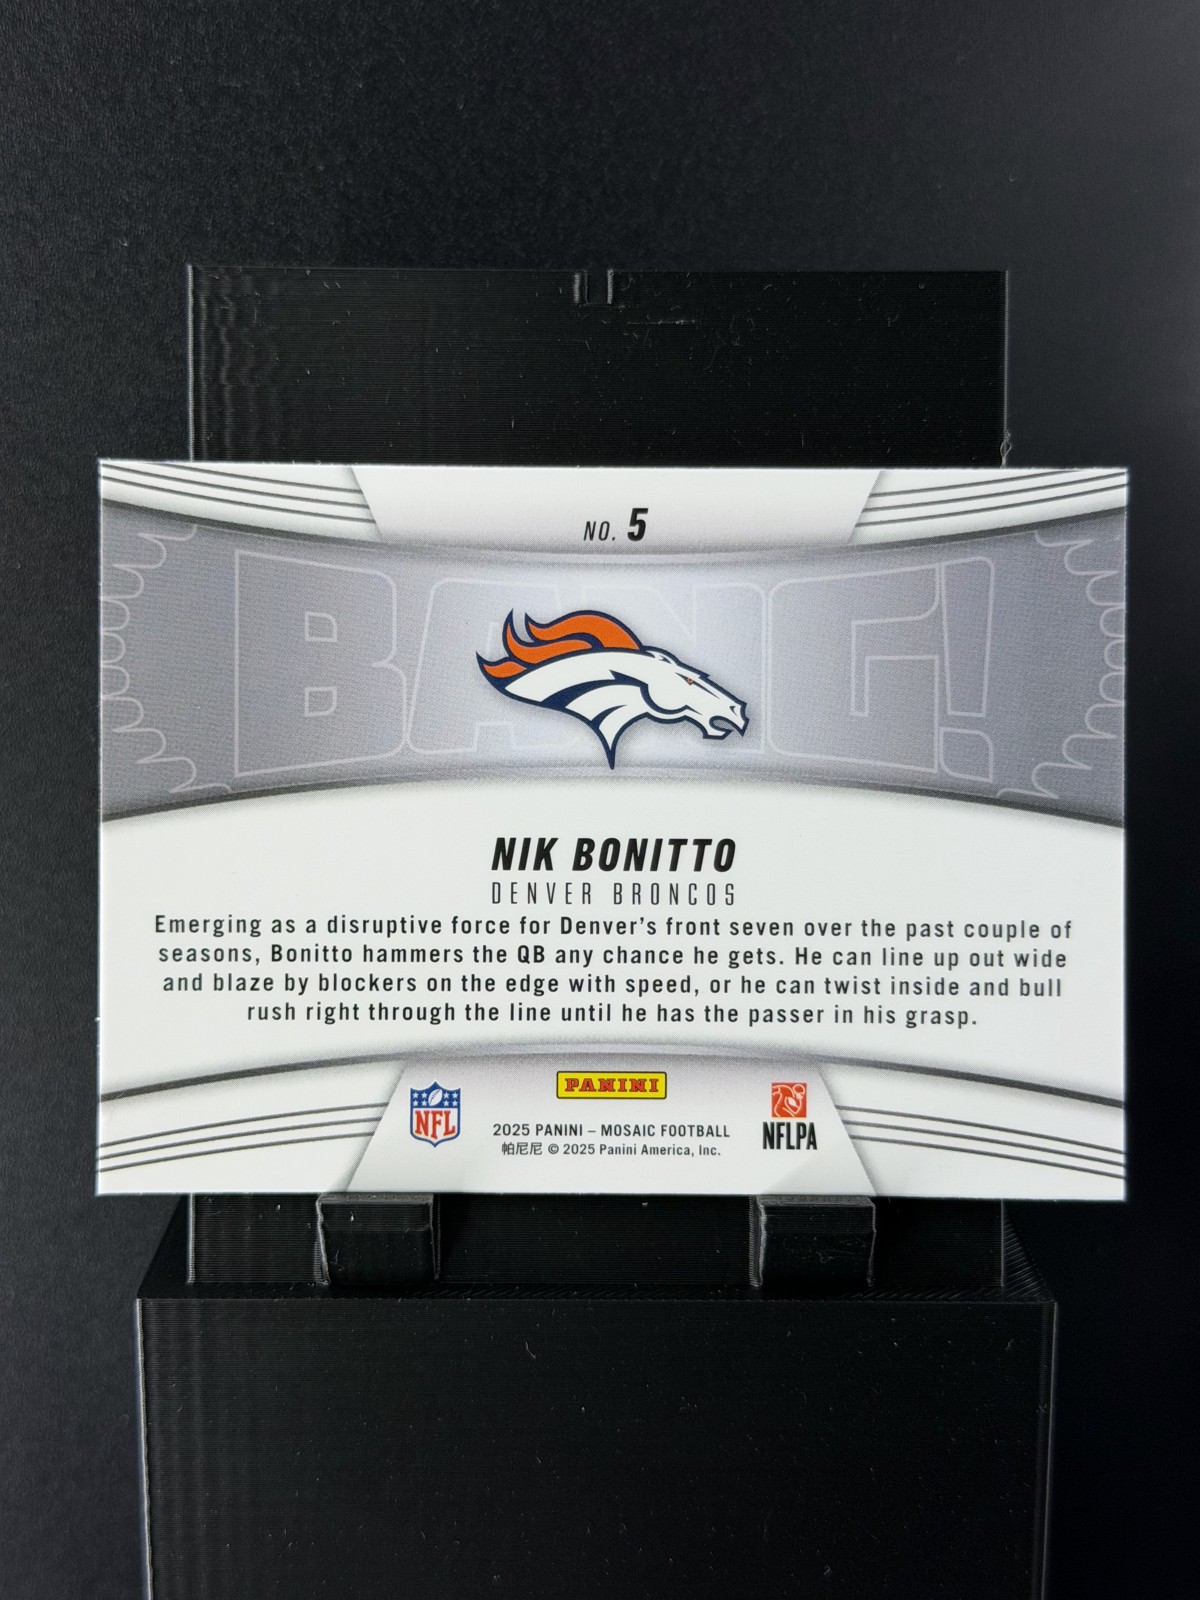 NO. 5
BANG!
NIK BONITTO
DENVER BRONCOS
Emerging as a disruptive force for Denver's front seven over the past couple of
seasons, Bonitto hammers the QB any chance he gets. He can line up out wide
and blaze by blockers on the edge with speed, or he can twist inside and bull
rush right through the line until he has the passer in his grasp.
NFL
PANINI
2025 PANINI – MOSAIC FOOTBALL
帕尼尼 © 2025 Panini America, Inc.
NFLPA